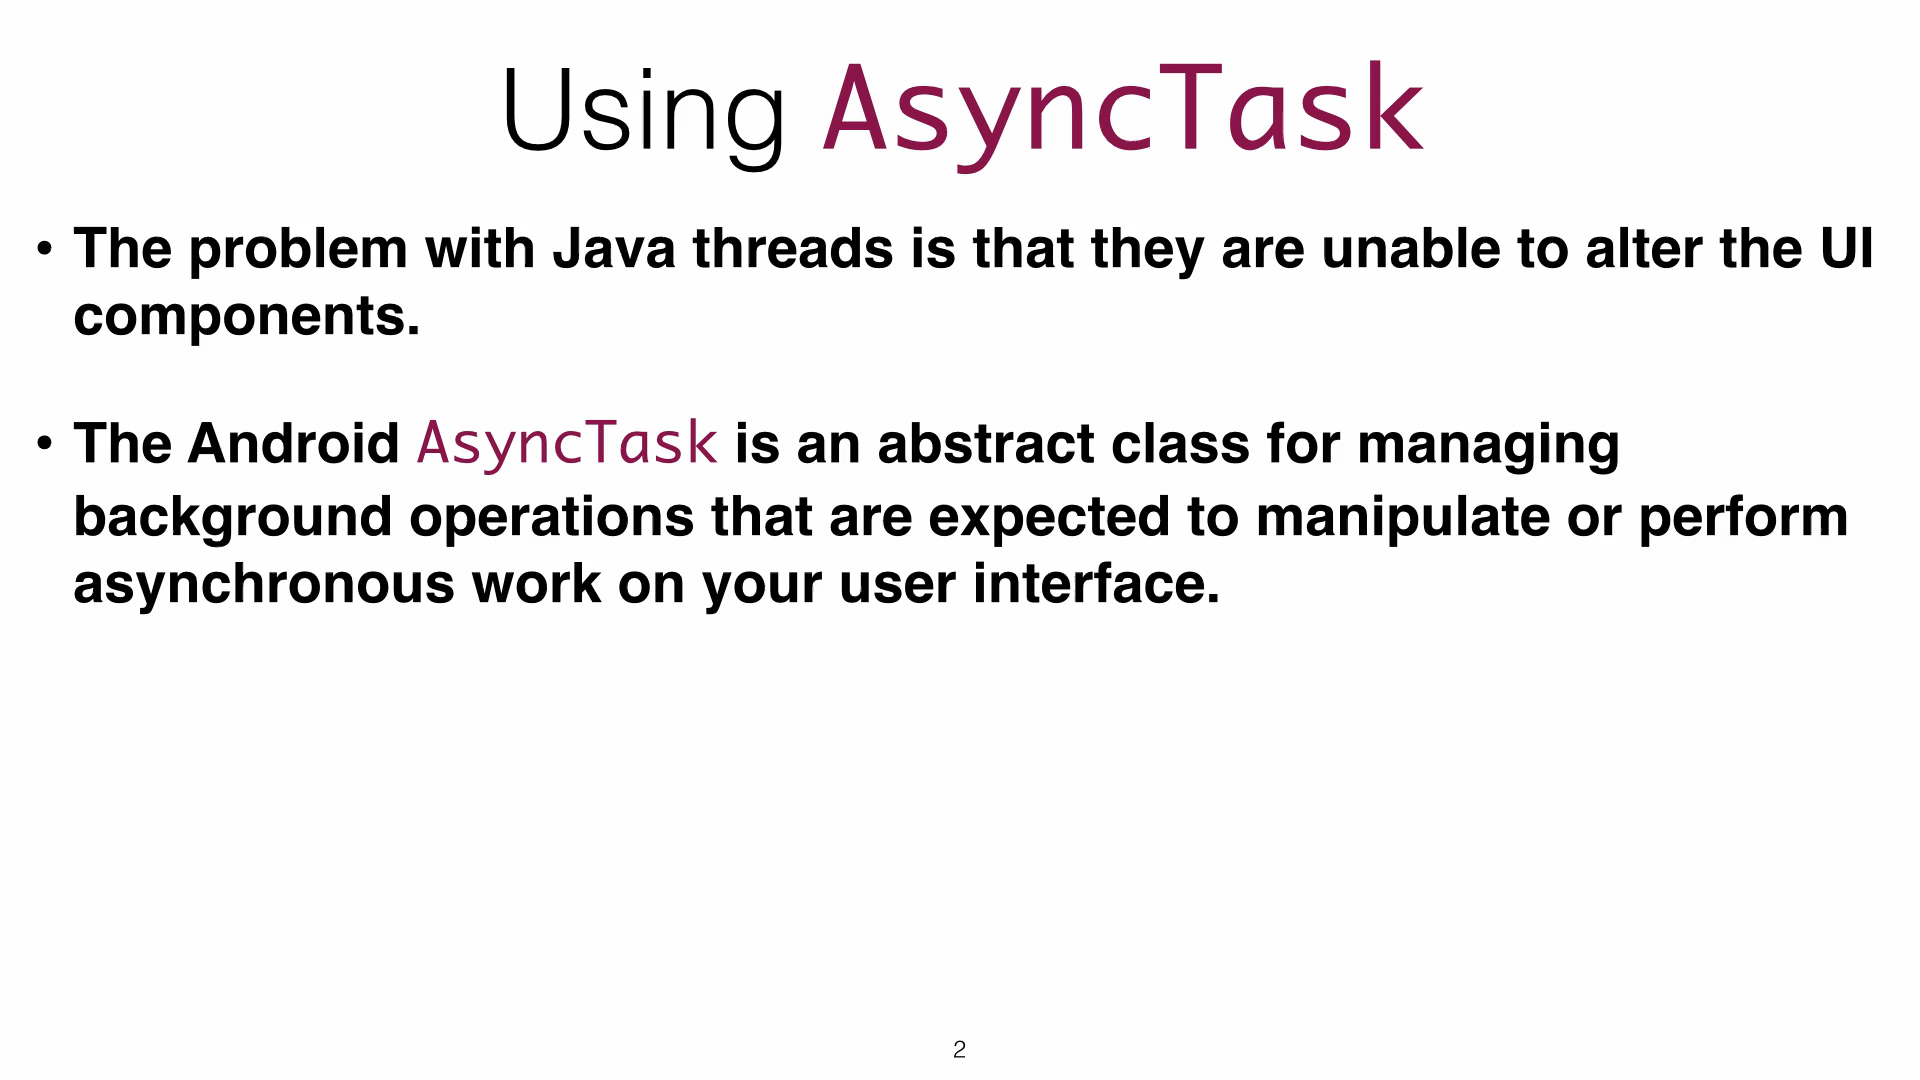 Using AsyncTask
• The problem with Java threads is that they are unable to alter the UI
components.
• The Android AsyncTask is an abstract class for managing
background operations that are expected to manipulate or perform
asynchronous work on your user interface.
2